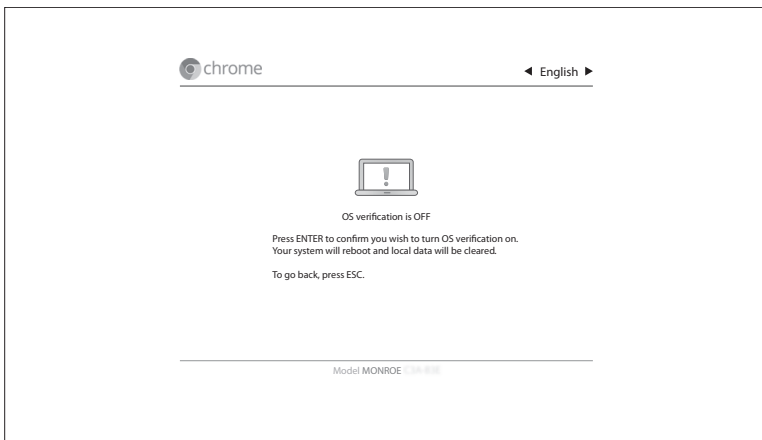 chrome
◀ English ▶
OS verification is OFF
Press ENTER to confirm you wish to turn OS verification on.
Your system will reboot and local data will be cleared.
To go back, press ESC.
Model MONROE